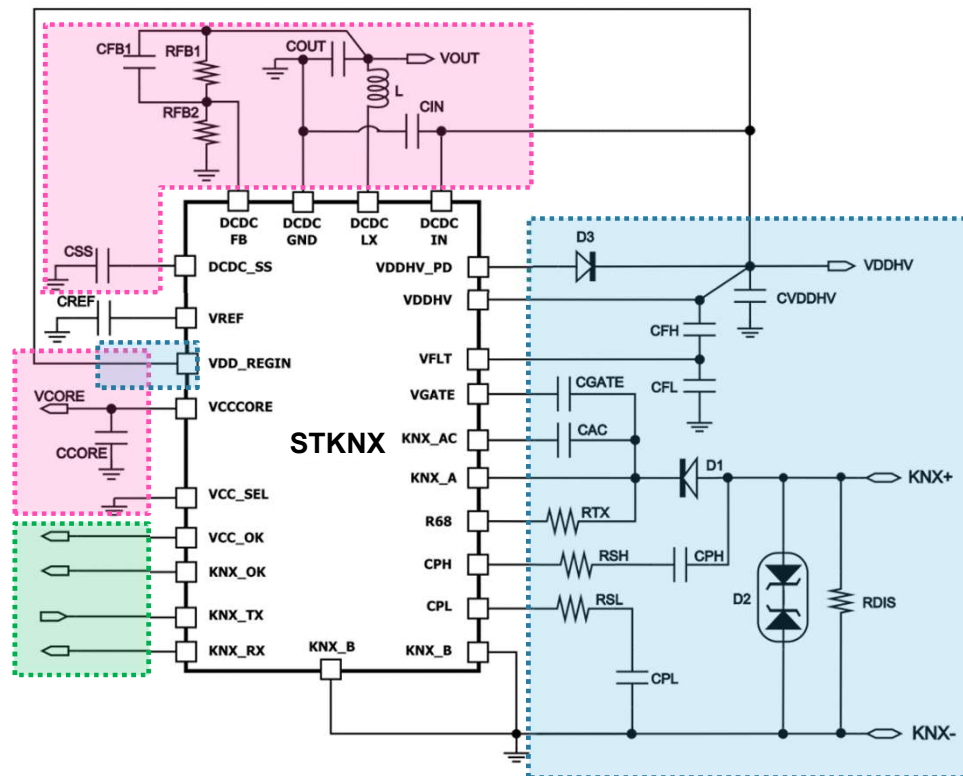 CFB1
RFB1
COUT
VOUT
L
RFB2
CIN
DCDC
FB
DCDC
GND
DCDC
LX
DCDC
IN
CSS
DCDC_SS
VDDHV_PD
D3
VDDHV
CREF
VREF
VDDHV
CVDDHV
CFH
VDD_REGIN
VFLT
VCORE
VCCCORE
VGATE
CGATE
CFL
CCORE
STKNX
KNX_AC
CAC
KNX_A
D1
KNX+
VCC_SEL
R68
RTX
VCC_OK
CPH
RSH
CPH
KNX_OK
D2
RDIS
KNX_TX
CPL
RSL
KNX_RX
KNX_B
KNX_B
CPL
KNX-